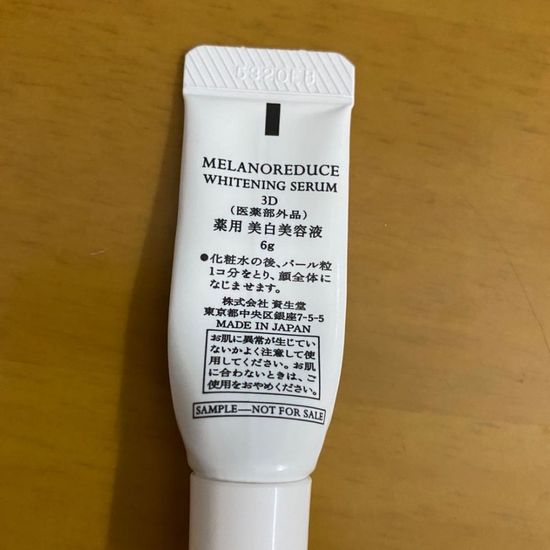 MELANOREDUCE
WHITENING SERUM
3D
（医薬部外品）
薬用 美白美容液
6g
●化粧水の後、パール粒
1コ分をとり、顔全体に
なじませます。
株式会社 資生堂
東京都中央区銀座7-5-5
MADE IN JAPAN
お肌に異常が生じてい
ないかよく注意して使
用してください。お肌
に合わないときは、ご
使用をおやめください。
SAMPLE—NOT FOR SALE